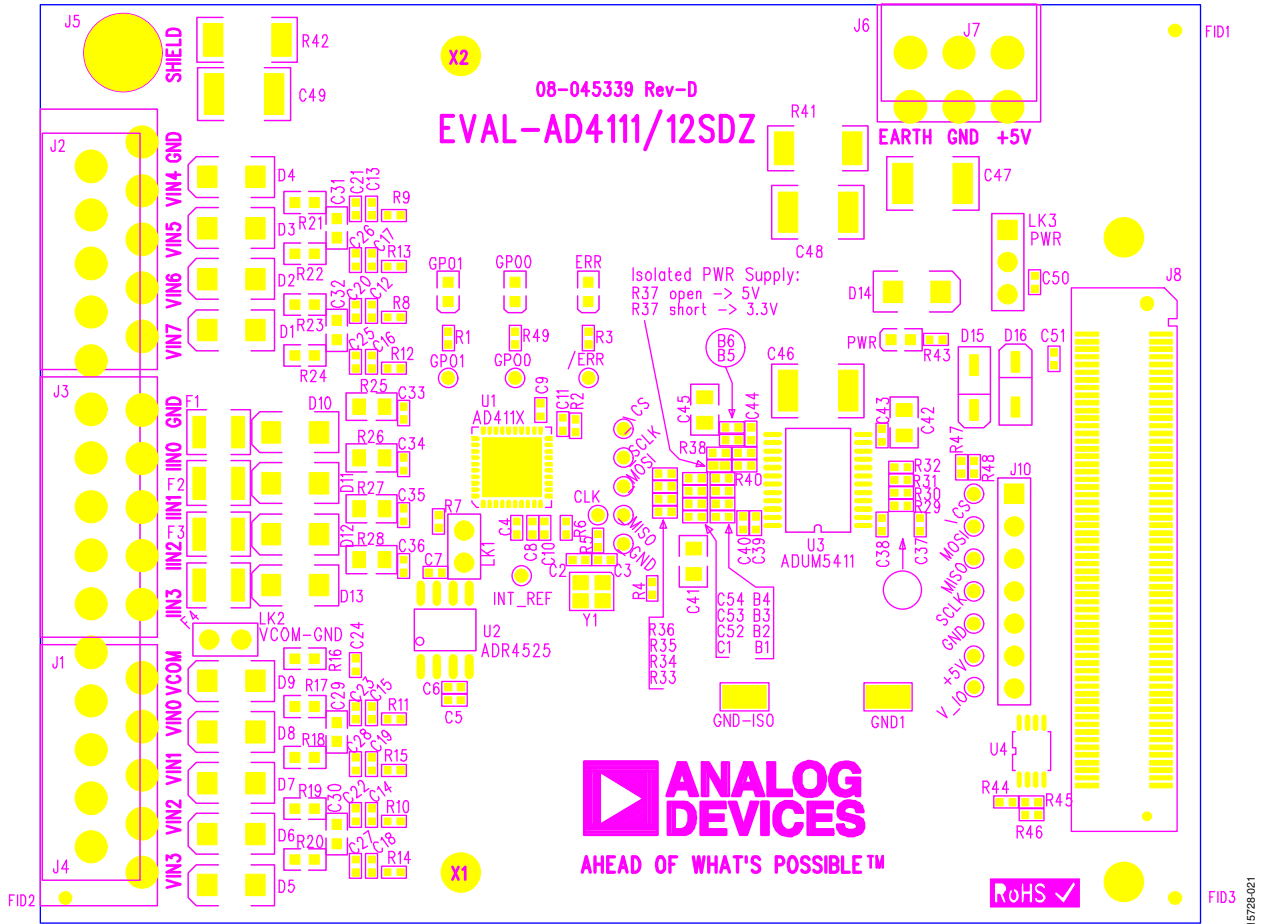 J5
SHIELD
R42
C49
X2
08-045339 Rev-D
EVAL-AD4111/12SDZ
R41
J6
J7
FID1
EARTH GND +5V
C47
C48
J2
GND
VIN4
VIN5
VIN6
VIN7
D4
D3
D2
D1
R21
R22
R23
R24
C31
C21
C13
R9
C26
C17
R13
C32
C20
C12
R8
C25
C16
R12
GPO1
GPO0
ERR
R1
R49
R3
GPO1
GPO0
/ERR
Isolated PWR Supply:
R37 open -> 5V
R37 short -> 3.3V
B6
B5
LK3
PWR
C50
J8
D14
PWR
R43
D15
D16
C51
J3
GND
IIN0
IIN1
IIN2
IIN3
F1
F2
F3
F4
D10
D11
D12
D13
R25
R26
R27
R28
C33
C34
C35
C36
U1
AD411X
C9
C11
R2
C46
C45
C44
C43
C42
_CS
_SCLK
_MOSI
CLK
_MISO
_GND
R38
R40
R32
R31
R30
R29
R47
R48
J10
R7
LK1
C7
C4
C8
C10
R6
R5
C2
C3
Y1
R4
INT_REF
C41
C40
C39
U3
ADUM5411
C38
C37
_CS
MOSI
MISO
SCLK
GND
+5V
V_IO
LK2
VCOM-GND
U2
ADR4525
C6
C5
C54 B4
C53 B3
C52 B2
C1 B1
R36
R35
R34
R33
GND-ISO
GND1
J1
VCOM
VIN0
VIN1
VIN2
VIN3
J4
D9
D8
D7
D6
D5
R16
R17
R18
R19
R20
C24
C29
C23
C15
R11
C28
C19
R15
C30
C22
C14
R10
C27
C18
R14
U4
R44
R45
R46
ANALOG
DEVICES
AHEAD OF WHAT'S POSSIBLE™
X1
RoHS
FID2
FID3
15728-021